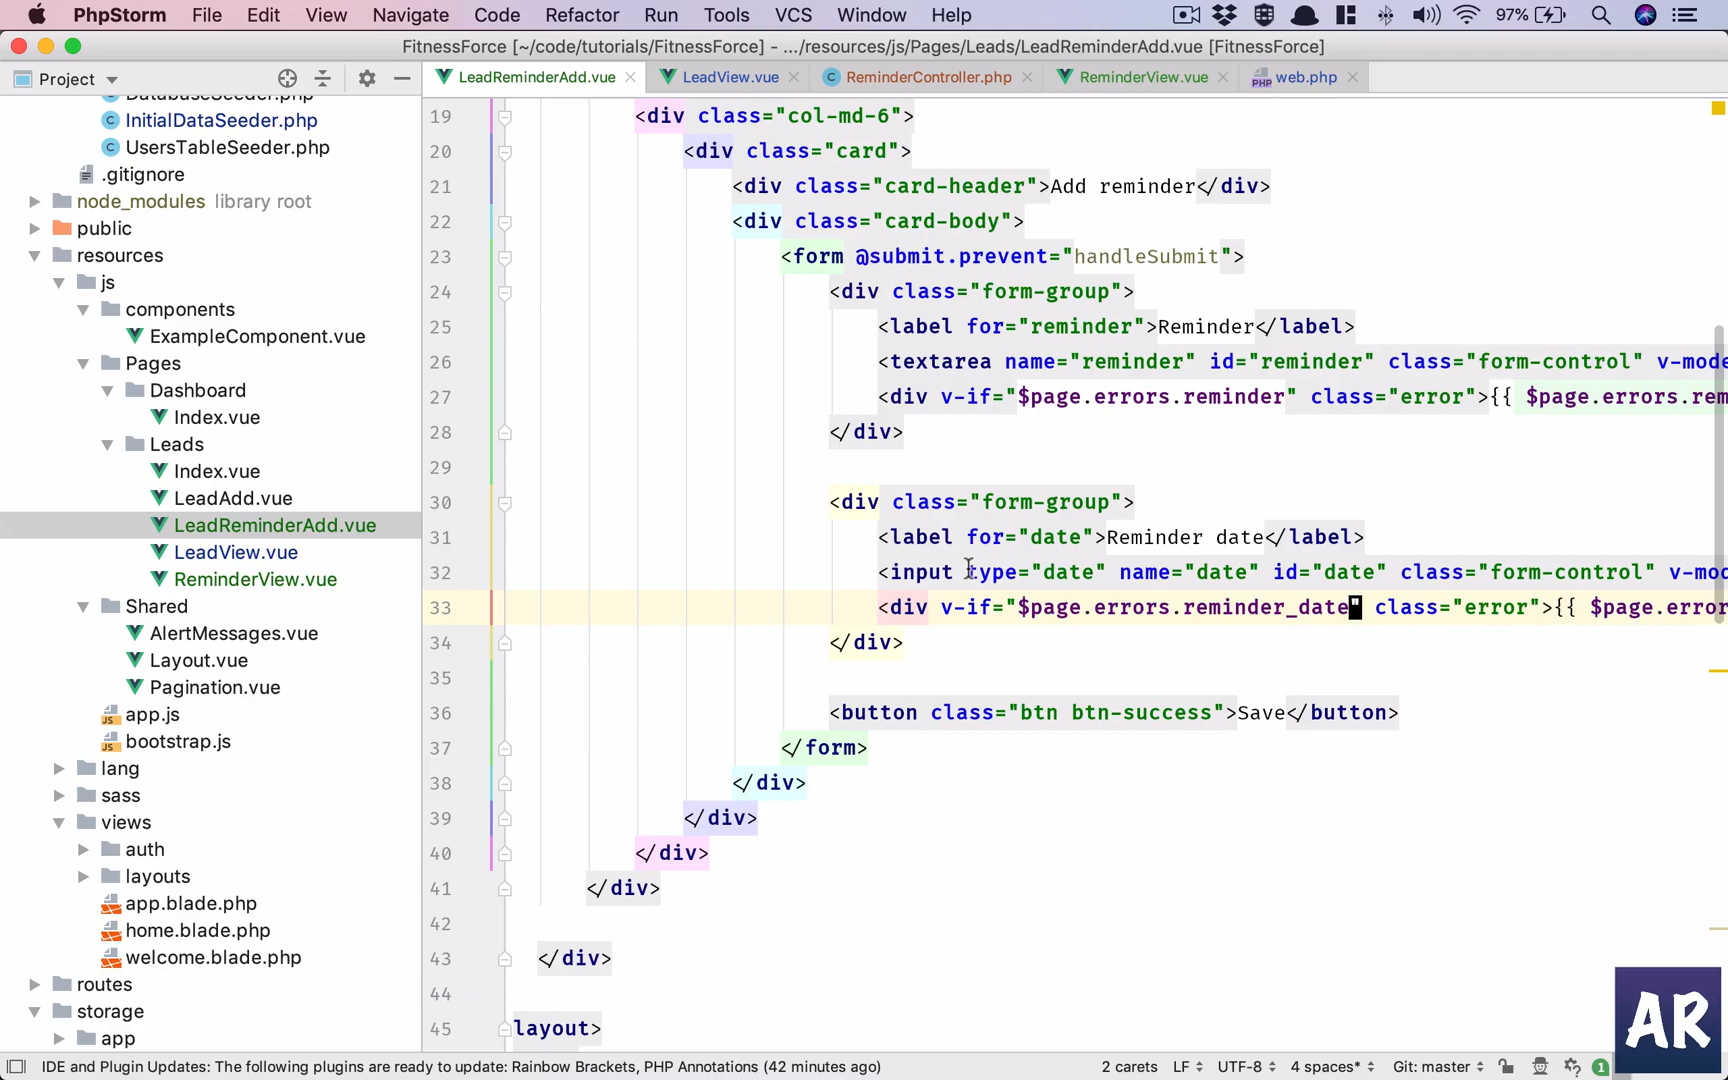 PhpStorm File Edit View Navigate Code Refactor Run Tools VCS Window Help 97%
FitnessForce [~/code/tutorials/FitnessForce] - .../resources/js/Pages/Leads/LeadReminderAdd.vue [FitnessForce]
Project LeadReminderAdd.vue LeadView.vue ReminderController.php ReminderView.vue web.php
DatabaseSeeder.php
InitialDataSeeder.php
UsersTableSeeder.php
.gitignore
node_modules library root
public
resources
js
components
ExampleComponent.vue
Pages
Dashboard
Index.vue
Leads
Index.vue
LeadAdd.vue
LeadReminderAdd.vue
LeadView.vue
ReminderView.vue
Shared
AlertMessages.vue
Layout.vue
Pagination.vue
app.js
bootstrap.js
lang
sass
views
auth
layouts
app.blade.php
home.blade.php
welcome.blade.php
routes
storage
app
19 <div class="col-md-6">
20 <div class="card">
21 <div class="card-header">Add reminder</div>
22 <div class="card-body">
23 <form @submit.prevent="handleSubmit">
24 <div class="form-group">
25 <label for="reminder">Reminder</label>
26 <textarea name="reminder" id="reminder" class="form-control" v-mode
27 <div v-if="$page.errors.reminder" class="error">{{ $page.errors.rem
28 </div>
29
30 <div class="form-group">
31 <label for="date">Reminder date</label>
32 <input type="date" name="date" id="date" class="form-control" v-mod
33 <div v-if="$page.errors.reminder_date" class="error">{{ $page.error
34 </div>
35
36 <button class="btn btn-success">Save</button>
37 </form>
38 </div>
39 </div>
40 </div>
41 </div>
42
43 </div>
44
45 layout>
AR
IDE and Plugin Updates: The following plugins are ready to update: Rainbow Brackets, PHP Annotations (42 minutes ago) 2 carets LF UTF-8 4 spaces* Git: master 1